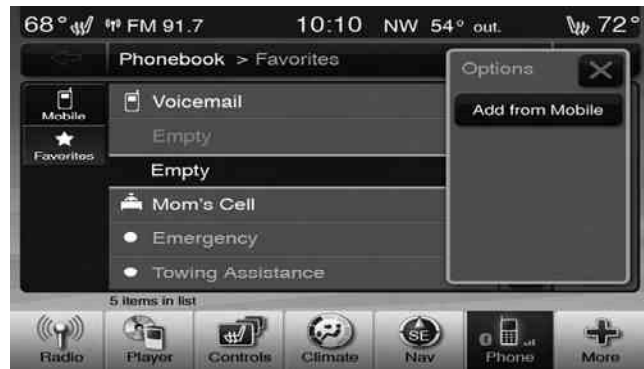 68° FM 91.7 10:10 NW 54° out. 72°
Phonebook > Favorites
Options
Mobile
Voicemail
Add from Mobile
Empty
Favorites
Empty
Mom's Cell
Emergency
Towing Assistance
5 items in list
SE
Radio Player Controls Climate Nav Phone More